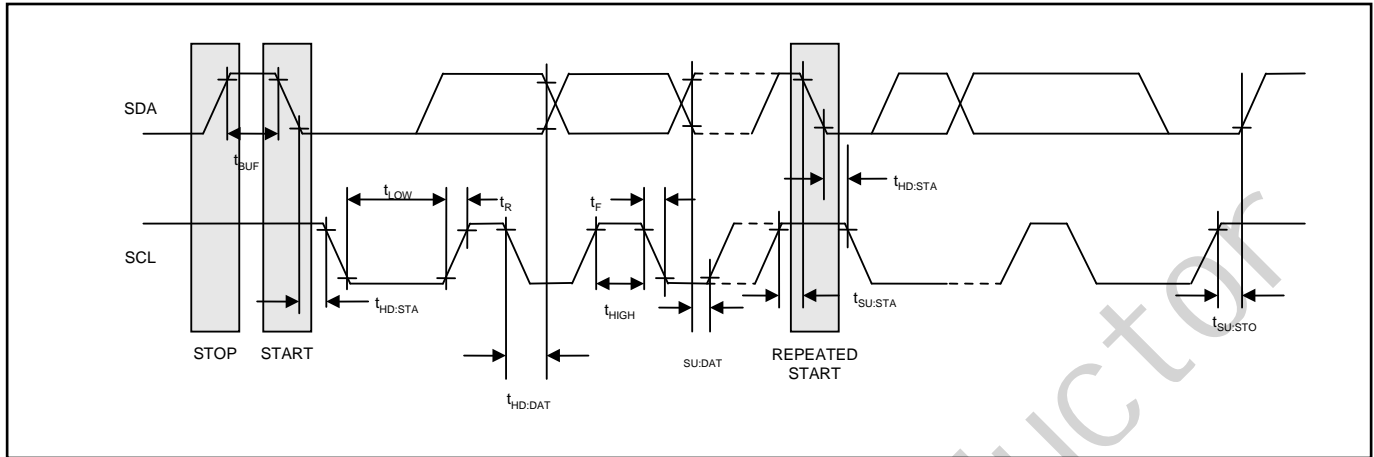 SDA
tBUF
tLOW
tR
tF
tHD:STA
SCL
tHD:STA
tHIGH
tSU:STA
tSU:STO
STOP
START
SU:DAT
REPEATED
START
tHD:DAT
uctor